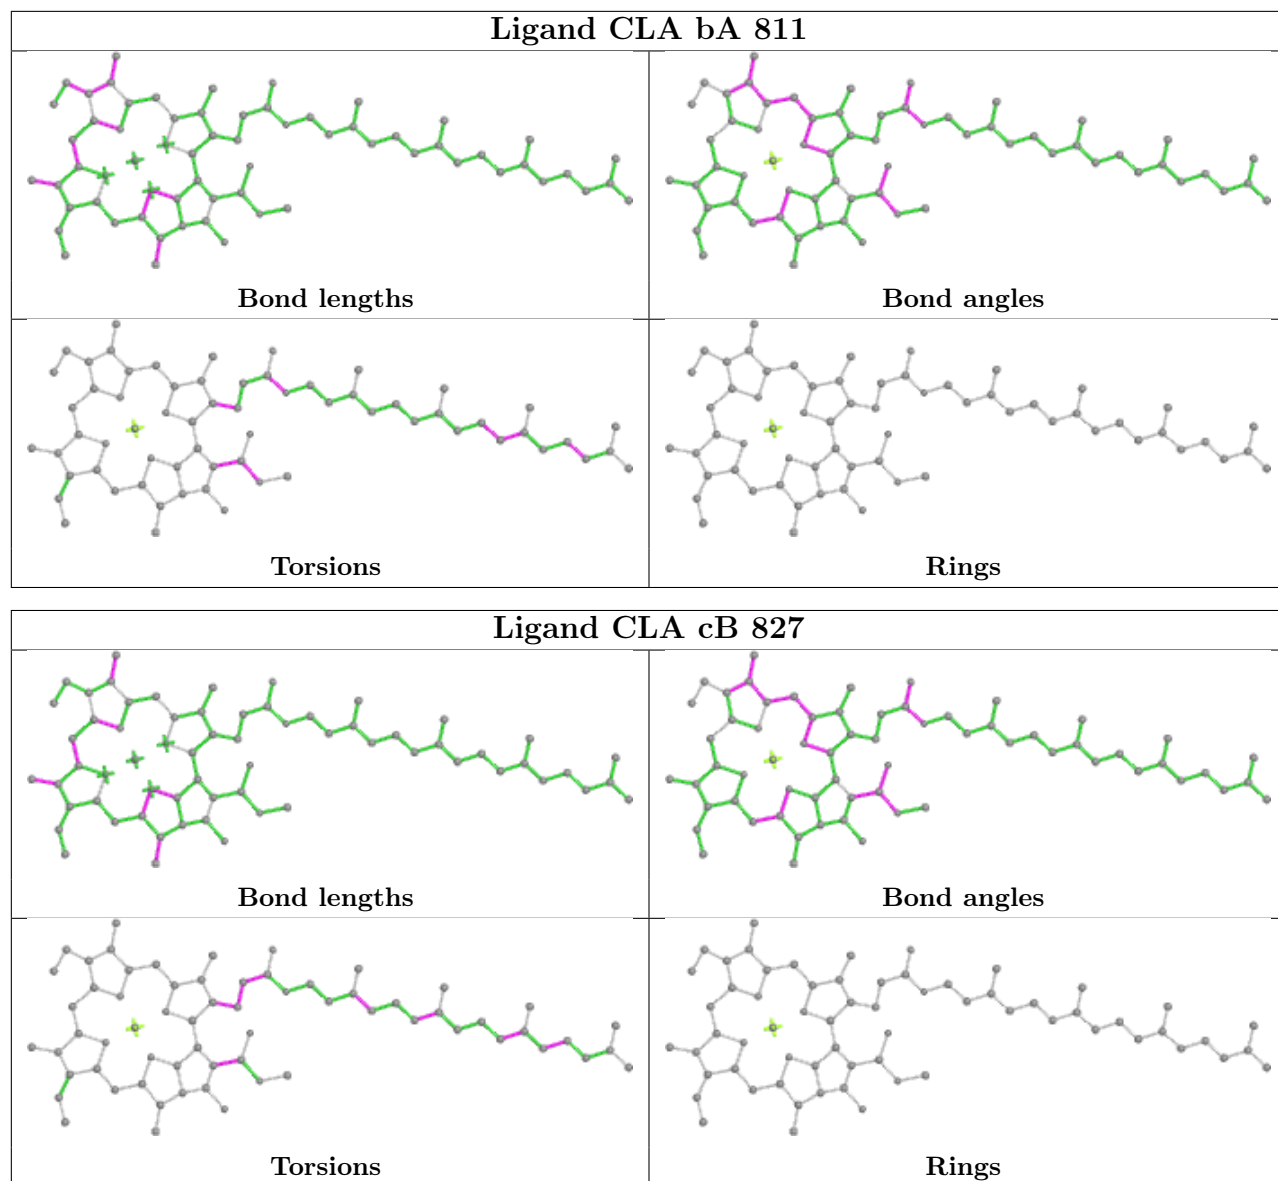 Ligand CLA bA 811
Bond lengths
Bond angles
Torsions
Rings
Ligand CLA cB 827
Bond lengths
Bond angles
Torsions
Rings